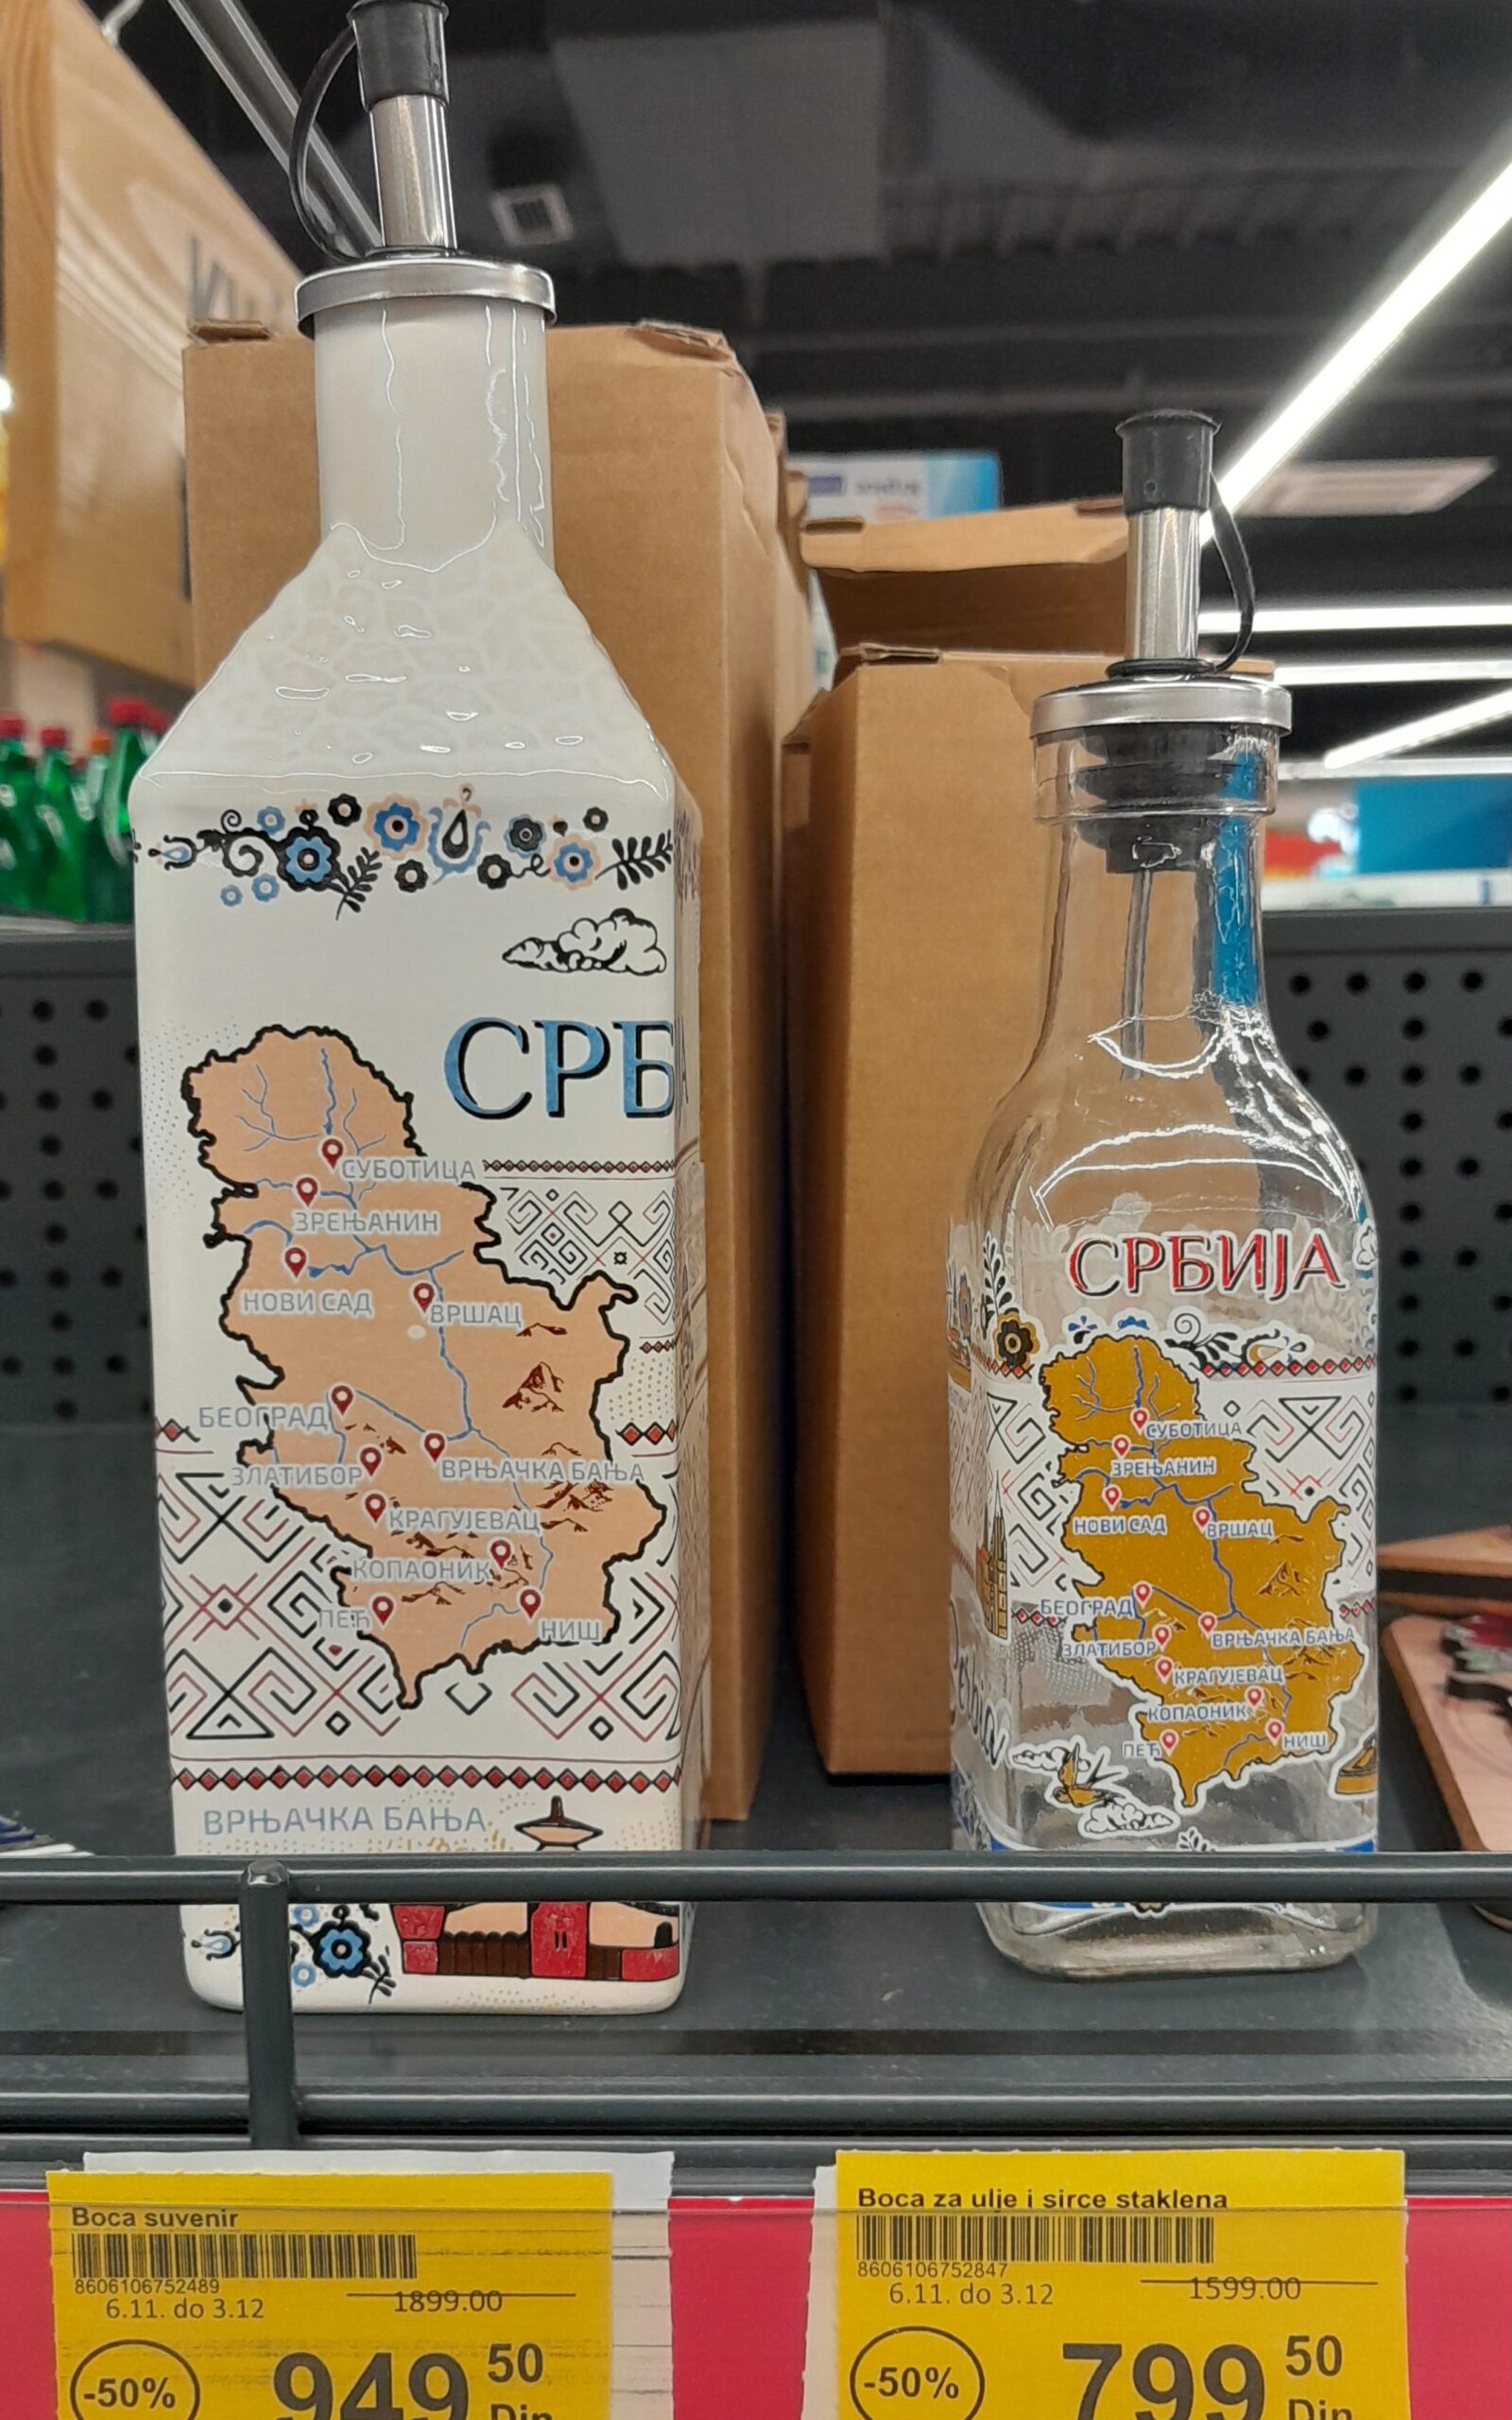 СРБ
СУБОТИЦА
ЗРЕЊАНИН
НОВИ САД
ВРШАЦ
БЕОГРАД
ЗЛАТИБОР
ВРЊАЧКА БАЊА
КРАГУЈЕВАЦ
КОПАОНИК
ПЕЋ
НИШ
ВРЊАЧКА БАЊА
СРБИЈА
СУБОТИЦА
ЗРЕЊАНИН
НОВИ САД
ВРШАЦ
БЕОГРАД
ЗЛАТИБОР
ВРЊАЧКА БАЊА
КРАГУЈЕВАЦ
КОПАОНИК
ПЕЋ
НИШ
Boca suvenir
8606106752489
6.11. do 3.12
1899.00
-50%
949 50
Din
Boca za ulje i sirce staklena
8606106752847
6.11. do 3.12
1599.00
-50%
799 50
Din